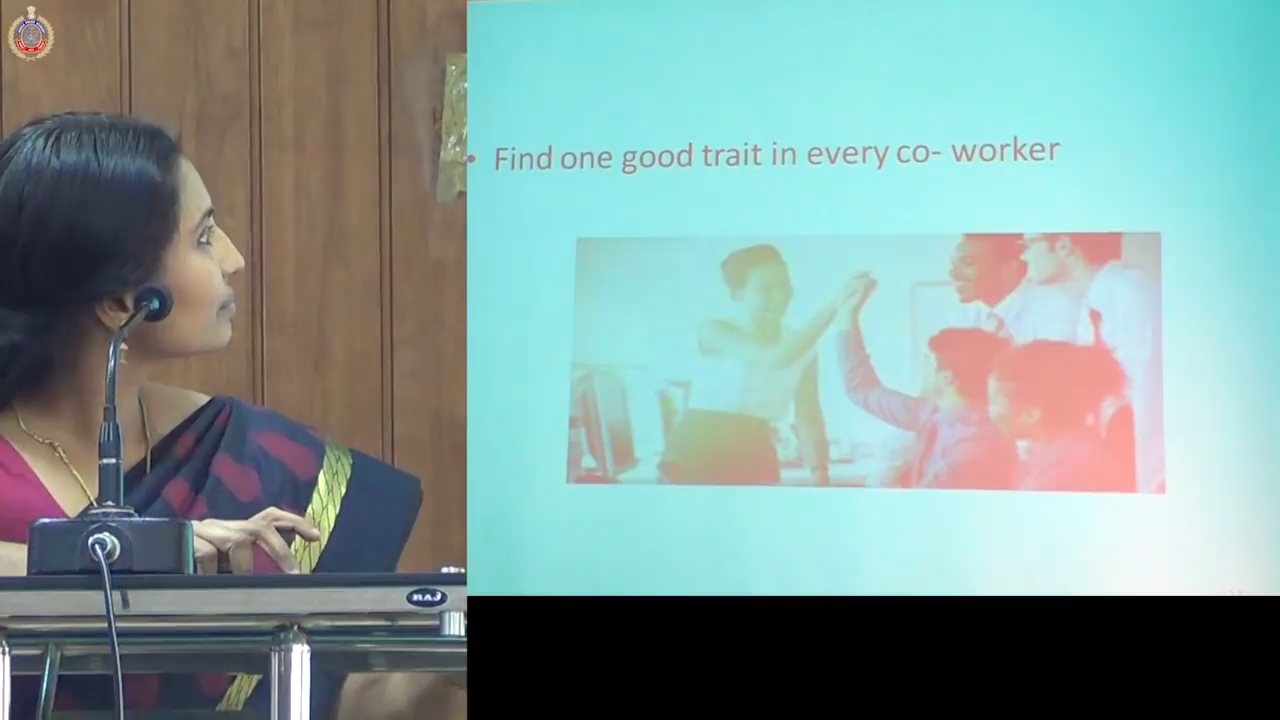 • Find one good trait in every co- worker
RAJ